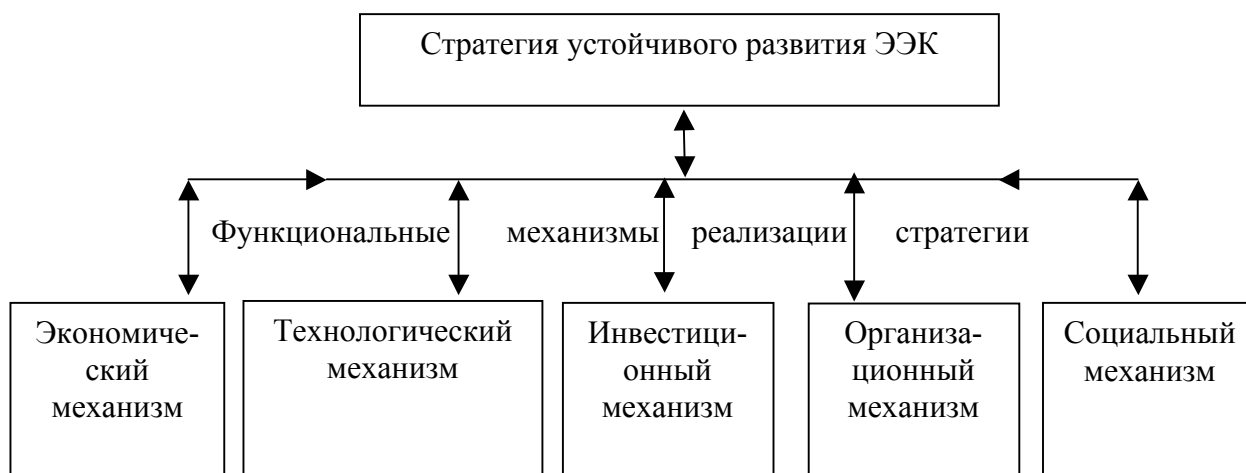 Стратегия устойчивого развития ЭЭК
Функциональные механизмы реализации стратегии
Экономиче-
ский
механизм
Технологический
механизм
Инвестици-
онный
механизм
Организа-
ционный
механизм
Социальный
механизм